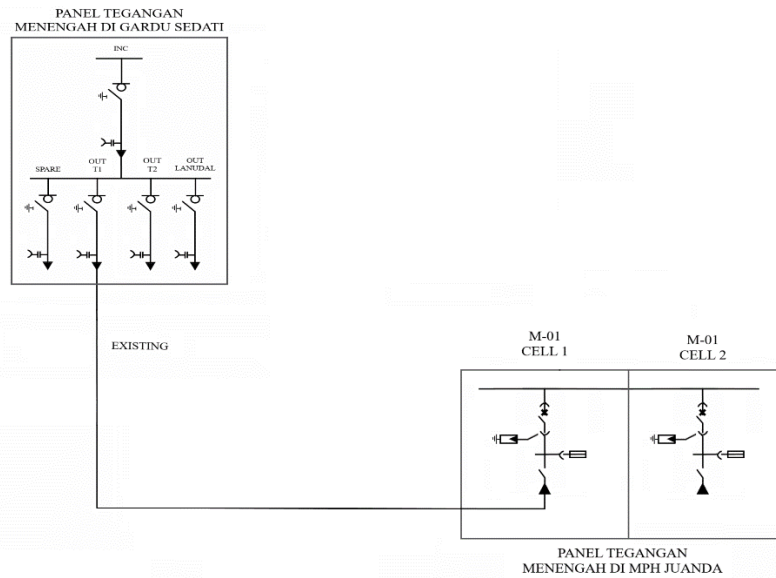 PANEL TEGANGAN
MENENGAH DI GARDU SEDATI
INC
SPARE
OUT
T1
OUT
T2
OUT
LANUDAL
EXISTING
M-01
CELL 1
M-01
CELL 2
PANEL TEGANGAN
MENENGAH DI MPH JUANDA